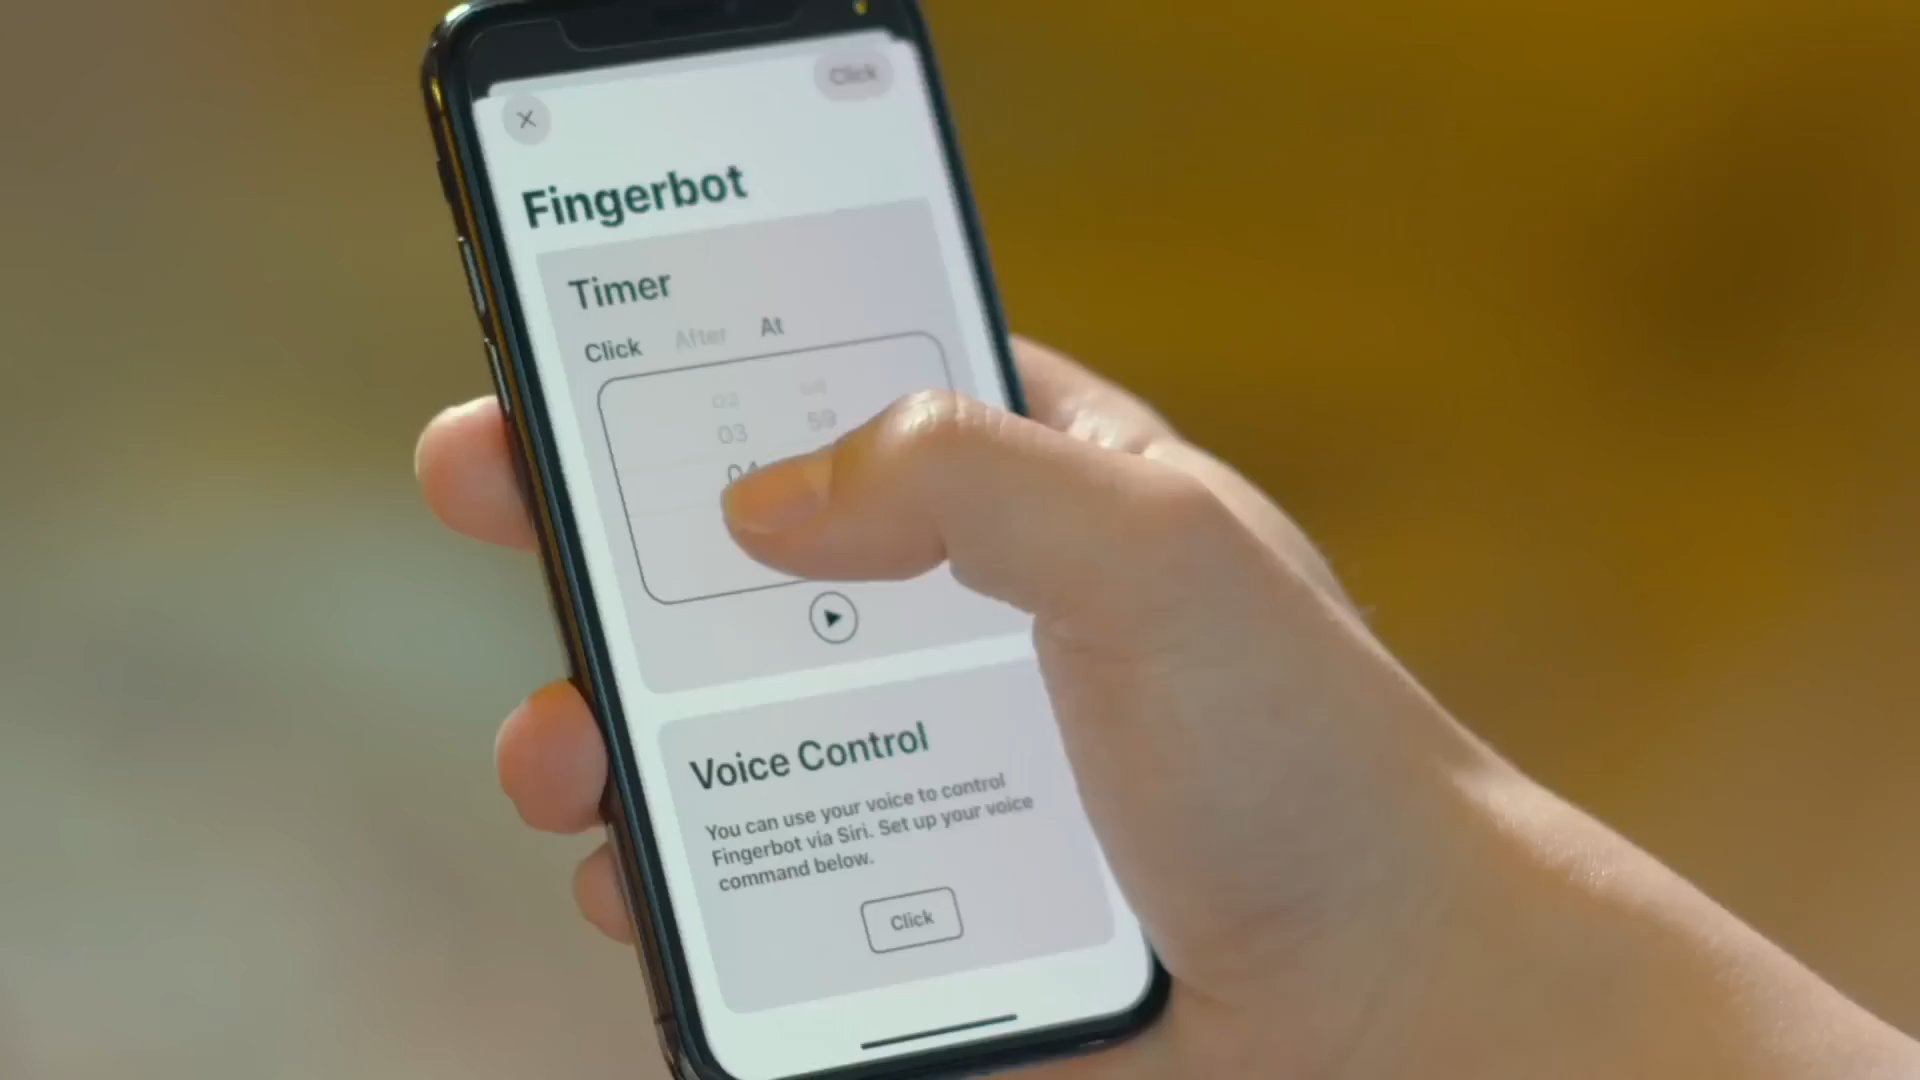 Click
Fingerbot
Timer
Click After At
02
03 59
04
Voice Control
You can use your voice to control
Fingerbot via Siri. Set up your voice
command below.
Click